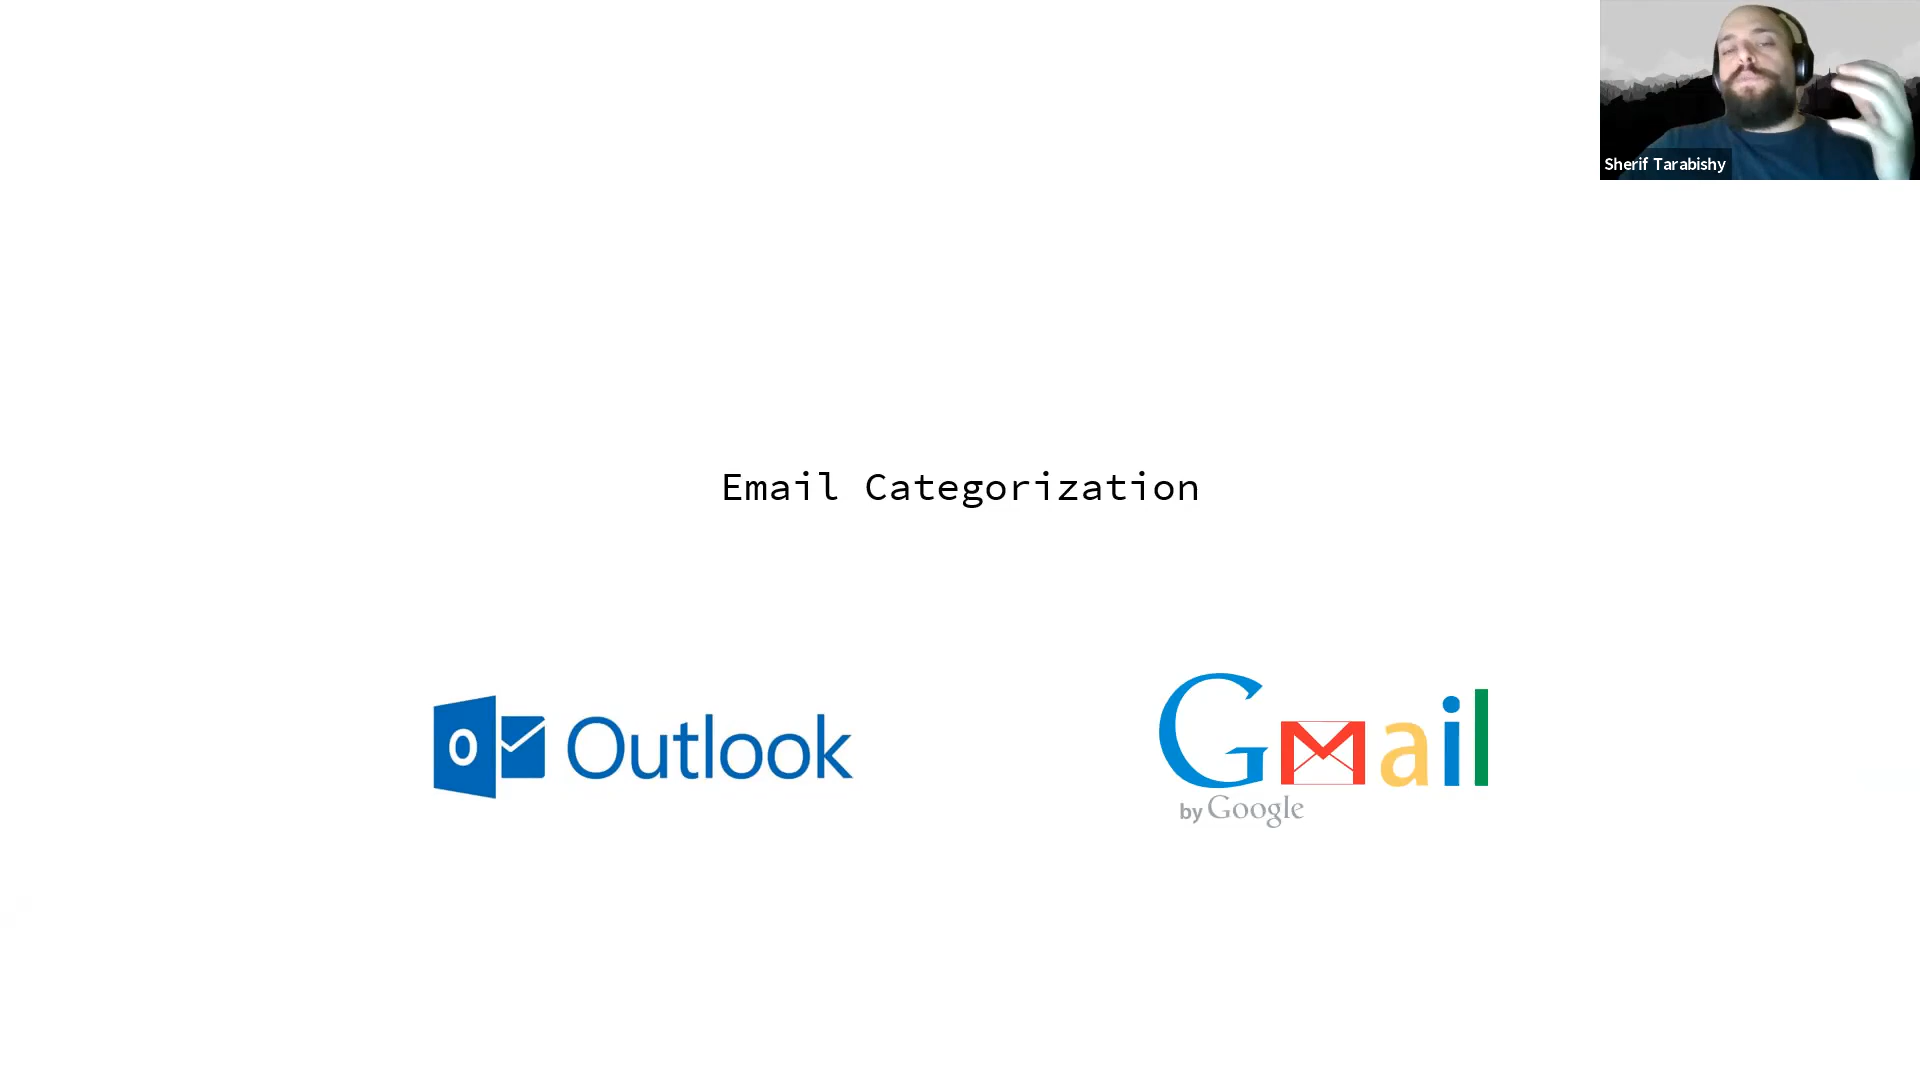 Sherif Tarabishy
Email Categorization
O Outlook
Gmail
by Google